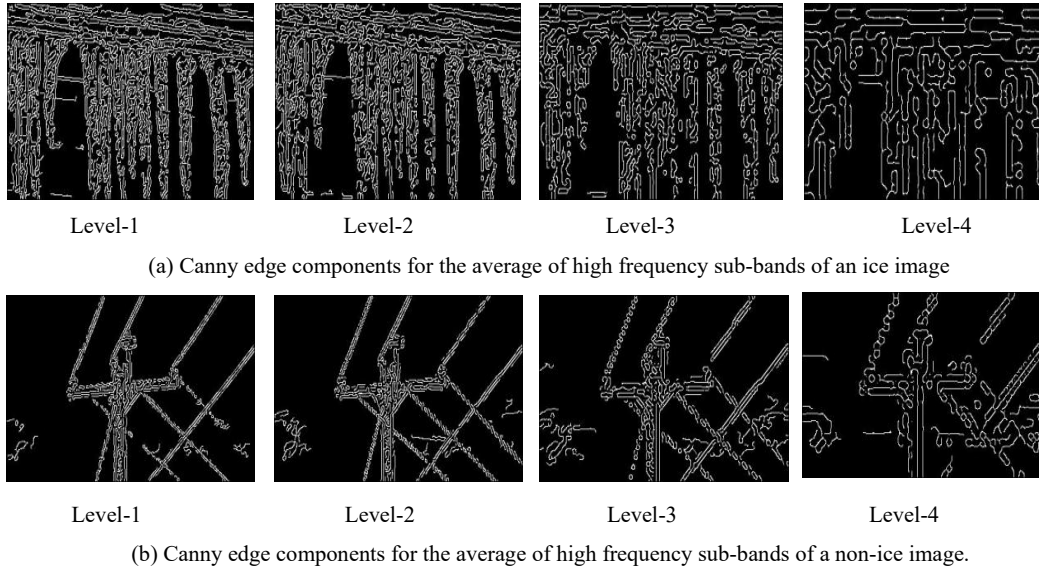 Level-1 Level-2 Level-3 Level-4
(a) Canny edge components for the average of high frequency sub-bands of an ice image
Level-1 Level-2 Level-3 Level-4
(b) Canny edge components for the average of high frequency sub-bands of a non-ice image.